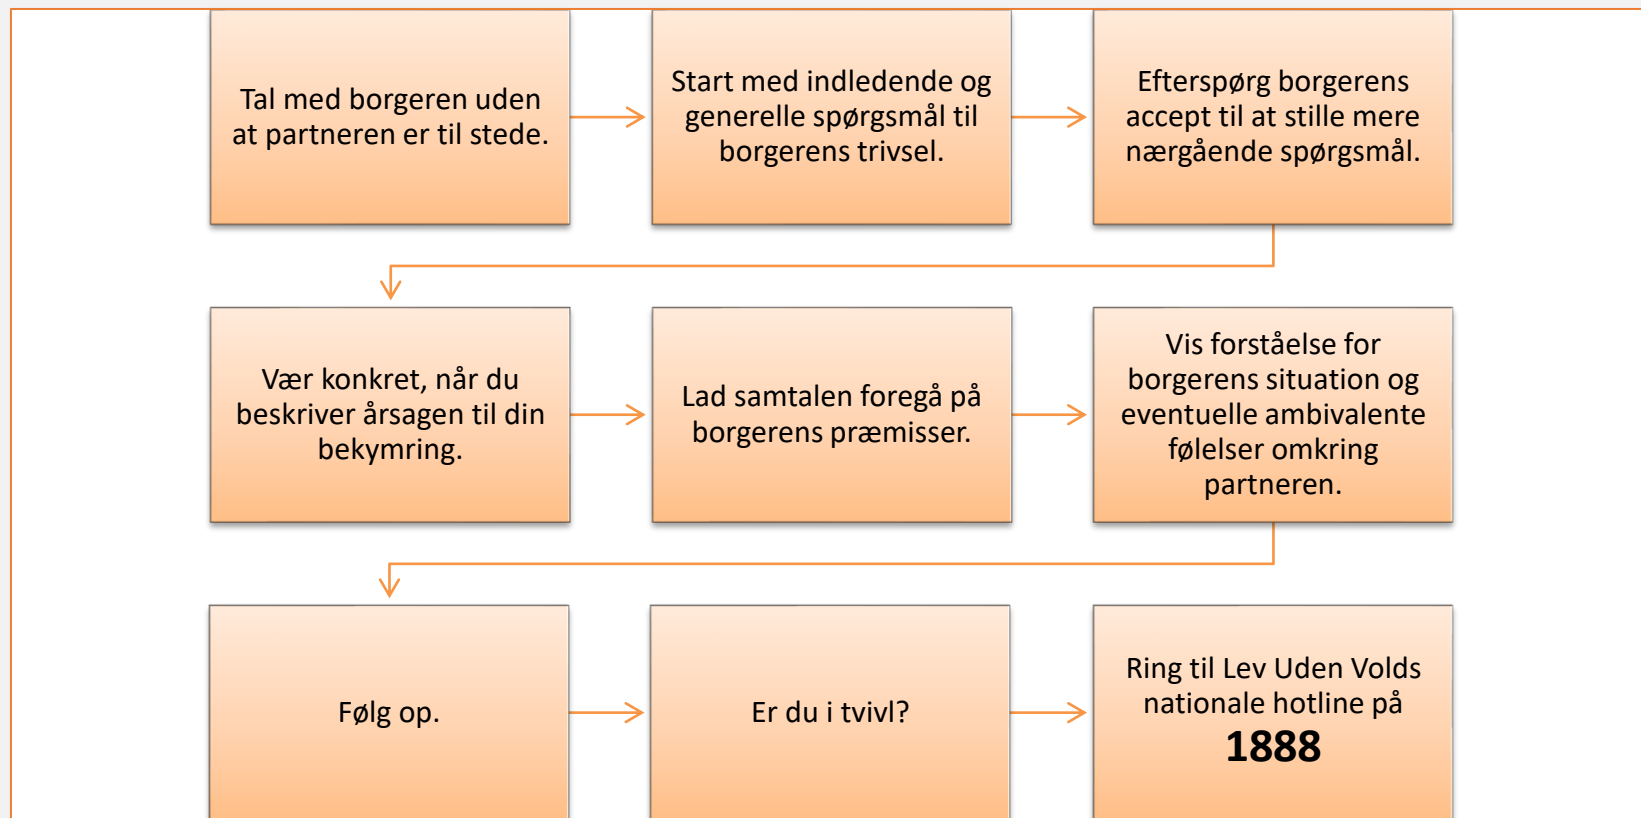 Tal med borgeren uden
at partneren er til stede.
Start med indledende og
generelle spørgsmål til
borgerens trivsel.
Efterspørg borgerens
accept til at stille mere
nærgående spørgsmål.
Vær konkret, når du
beskriver årsagen til din
bekymring.
Lad samtalen foregå på
borgerens præmisser.
Vis forståelse for
borgerens situation og
eventuelle ambivalente
følelser omkring
partneren.
Følg op.
Er du i tvivl?
Ring til Lev Uden Volds
nationale hotline på
1888